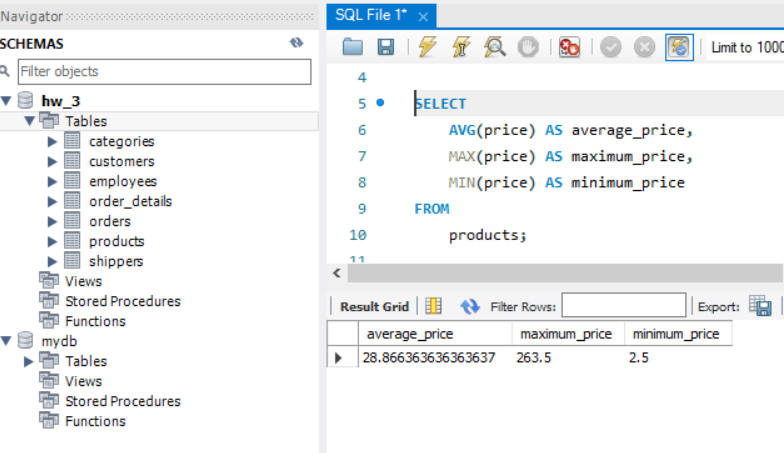 Navigator
SCHEMAS
Filter objects
hw_3
Tables
categories
customers
employees
order_details
orders
products
shippers
Views
Stored Procedures
Functions
mydb
Tables
Views
Stored Procedures
Functions
SQL File 1* ×
Limit to 1000
4
5 SELECT
6 AVG(price) AS average_price,
7 MAX(price) AS maximum_price,
8 MIN(price) AS minimum_price
9 FROM
10 products;
11
Result Grid Filter Rows: Export:
average_price maximum_price minimum_price
28.866363636363637 263.5 2.5